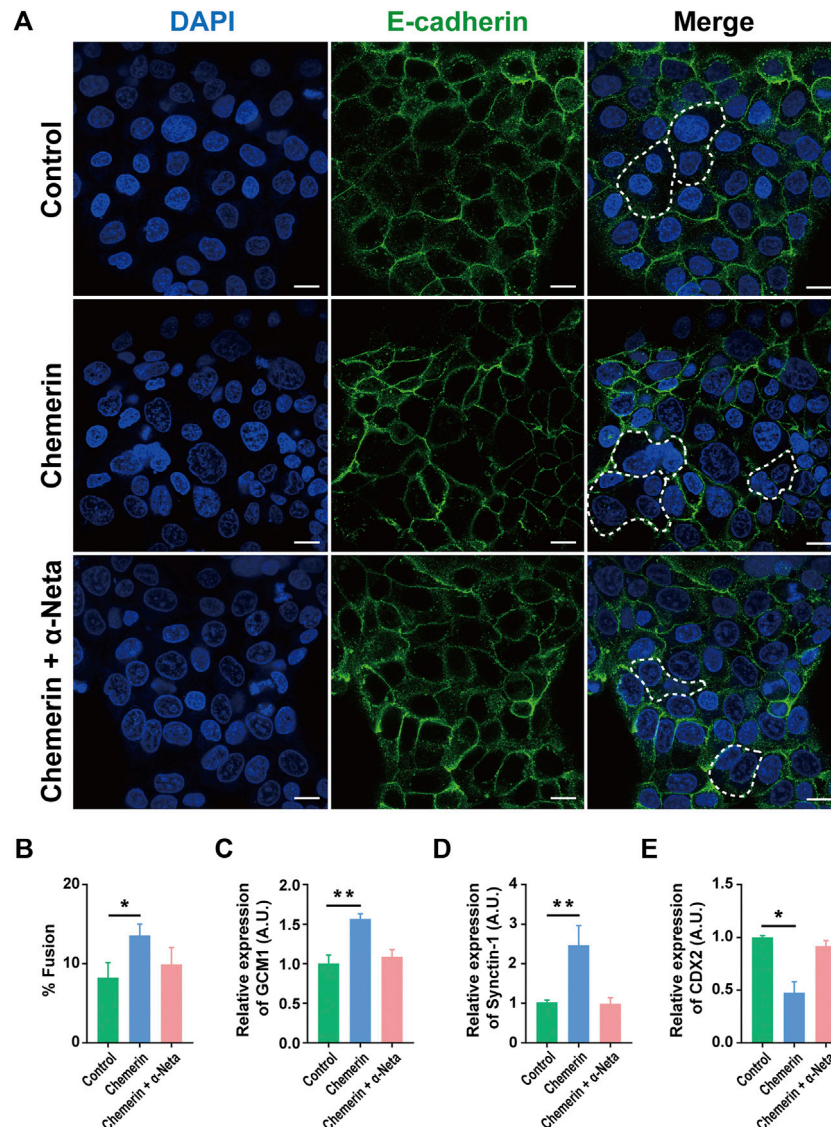 A
DAPI
E-cadherin
Merge
Control
Chemerin
Chemerin + α-Neta
B
% Fusion
20
10
0
*
Control
Chemerin
Chemerin + α-Neta
C
Relative expression
of GCM1 (A.U.)
2.0
1.5
1.0
0.5
0.0
**
Control
Chemerin
Chemerin + α-Neta
D
Relative expression
of Synctin-1 (A.U.)
4
3
2
1
0
**
Control
Chemerin
Chemerin + α-Neta
E
Relative expression
of CDX2 (A.U.)
1.5
1.0
0.5
0.0
*
Control
Chemerin
Chemerin + α-Neta